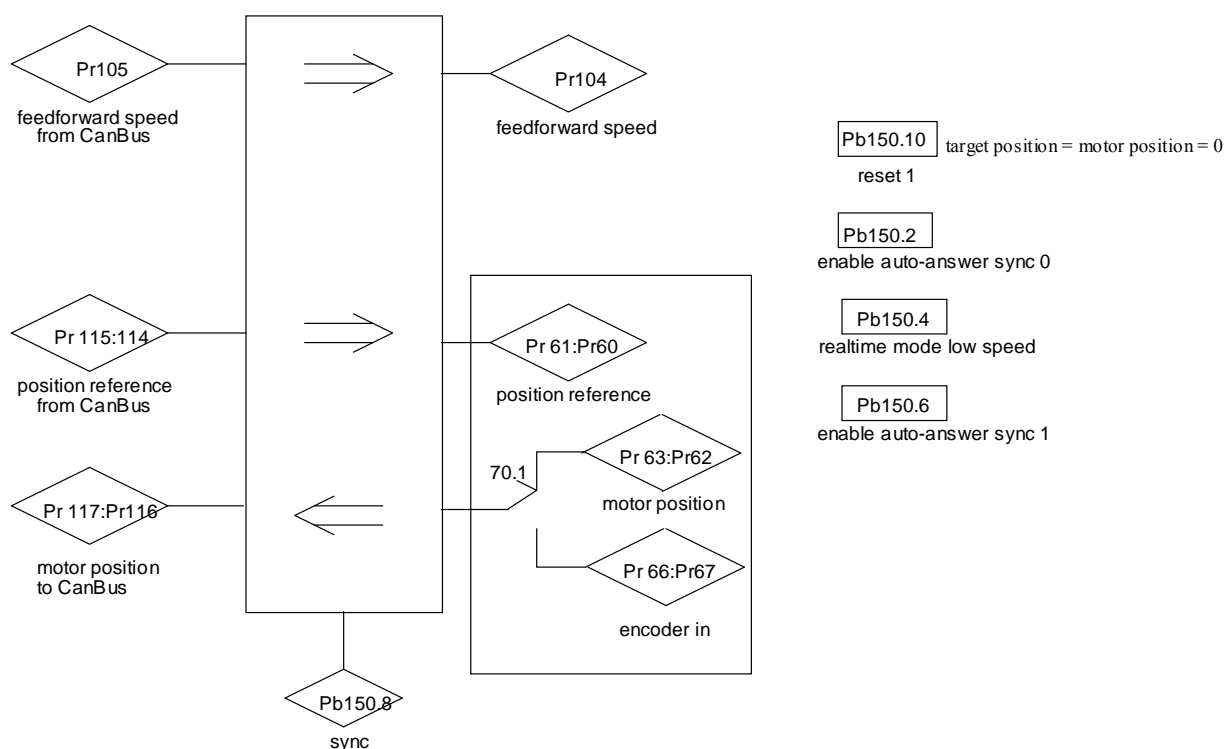 Pr105
feedforward speed
from CanBus
Pr104
feedforward speed
Pb150.10 target position = motor position = 0
reset 1
Pb150.2
enable auto-answer sync 0
Pb150.4
realtime mode low speed
Pb150.6
enable auto-answer sync 1
Pr 115:114
position reference
from CanBus
Pr 61:Pr60
position reference
70.1
Pr 63:Pr62
motor position
Pr 117:Pr116
motor position
to CanBus
Pr 66:Pr67
encoder in
Pb150.8
sync